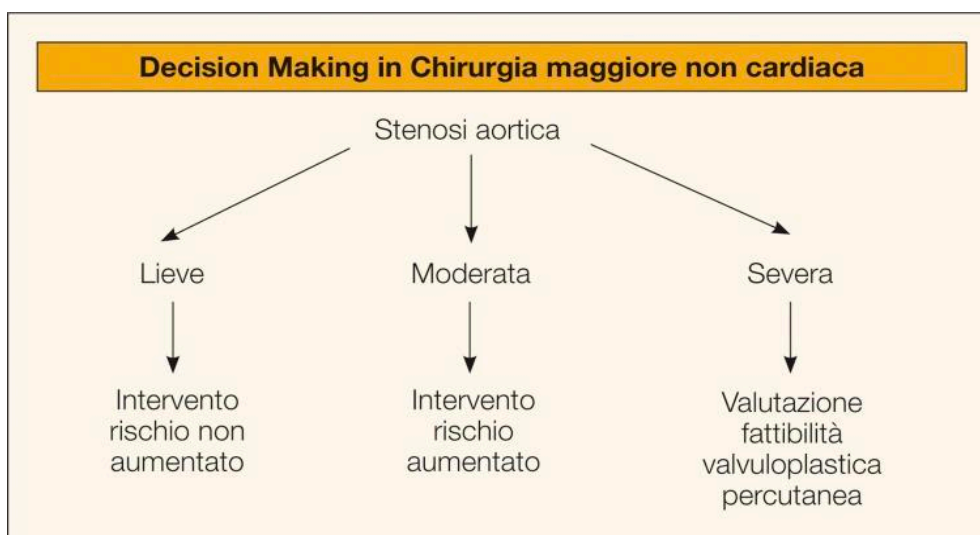 Decision Making in Chirurgia maggiore non cardiaca
Stenosi aortica
Lieve
Moderata
Severa
Intervento
rischio non
aumentato
Intervento
rischio
aumentato
Valutazione
fattibilità
valvuloplastica
percutanea